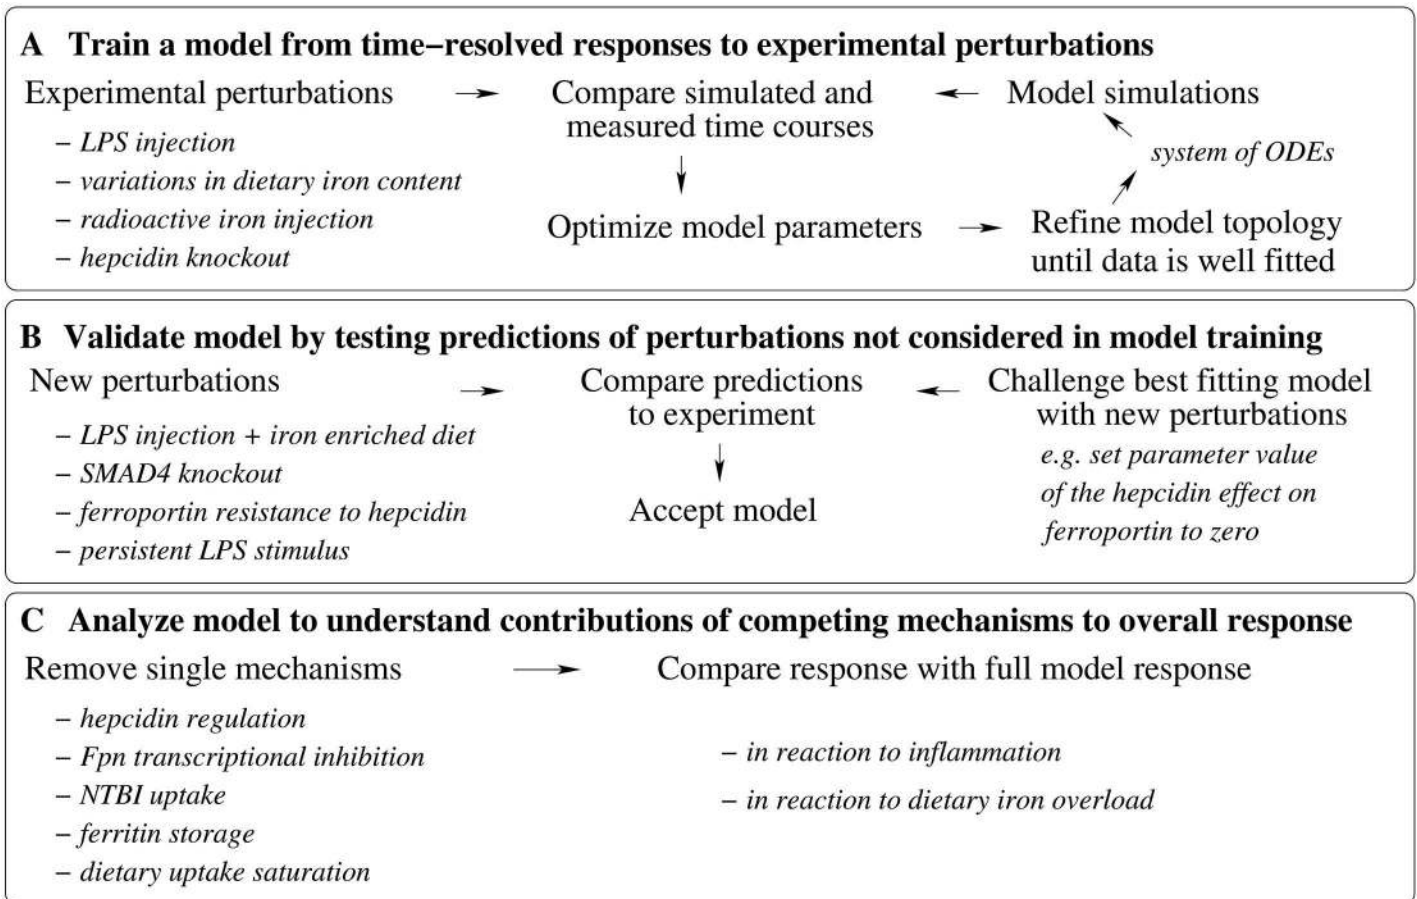 A Train a model from time−resolved responses to experimental perturbations
Experimental perturbations
− LPS injection
− variations in dietary iron content
− radioactive iron injection
− hepcidin knockout
Compare simulated and
measured time courses
Optimize model parameters
Model simulations
system of ODEs
Refine model topology
until data is well fitted
B Validate model by testing predictions of perturbations not considered in model training
New perturbations
− LPS injection + iron enriched diet
− SMAD4 knockout
− ferroportin resistance to hepcidin
− persistent LPS stimulus
Compare predictions
to experiment
Accept model
Challenge best fitting model
with new perturbations
e.g. set parameter value
of the hepcidin effect on
ferroportin to zero
C Analyze model to understand contributions of competing mechanisms to overall response
Remove single mechanisms
− hepcidin regulation
− Fpn transcriptional inhibition
− NTBI uptake
− ferritin storage
− dietary uptake saturation
Compare response with full model response
− in reaction to inflammation
− in reaction to dietary iron overload